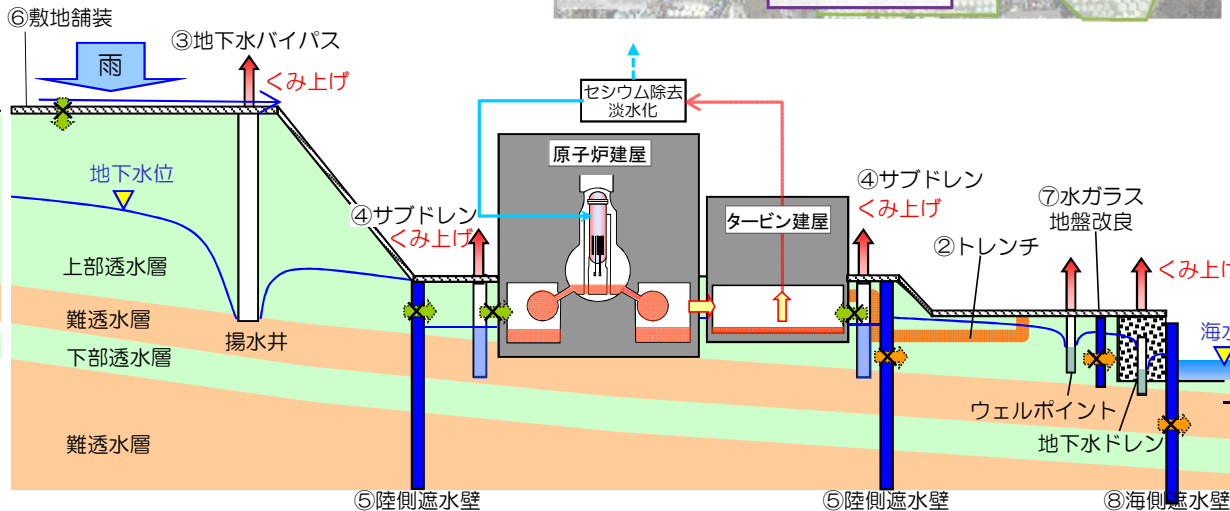 ⑥敷地舗装
③地下水バイパス
雨
くみ上げ
セシウム除去
淡水化
原子炉建屋
地下水位
④サブドレン
くみ上げ
④サブドレン
くみ上げ
タービン建屋
⑦水ガラス
地盤改良
②トレンチ
上部透水層
くみ上げ
難透水層
揚水井
下部透水層
海水
ウェルポイント
地下水ドレン
難透水層
⑤陸側遮水壁
⑤陸側遮水壁
⑧海側遮水壁